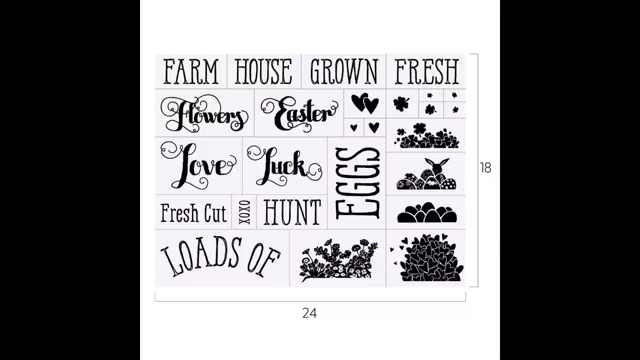 FARM HOUSE GROWN FRESH
Flowers Easter
Love Luck
EGGS
Fresh Cut XOXO HUNT
LOADS OF
18
24